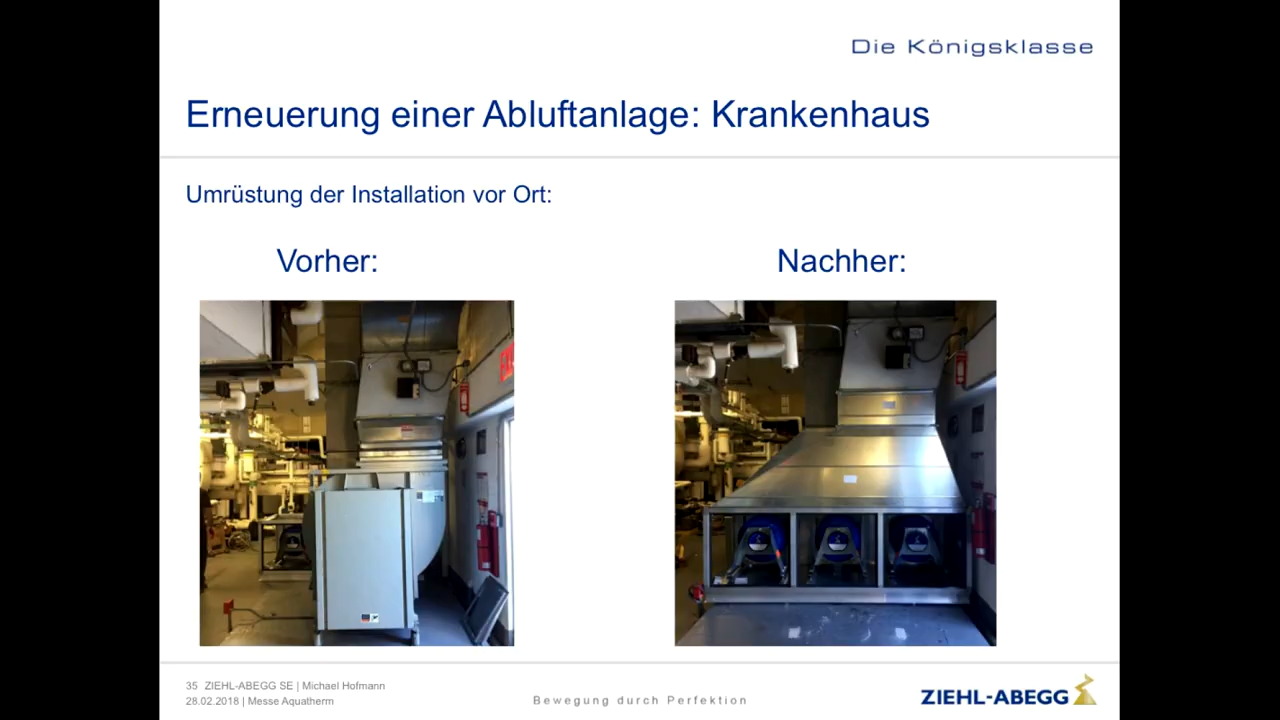 Die Königsklasse
Erneuerung einer Abluftanlage: Krankenhaus
Umrüstung der Installation vor Ort:
Vorher:
Nachher:
35 ZIEHL-ABEGG SE | Michael Hofmann
28.02.2018 | Messe Aquatherm
Bewegung durch Perfektion
ZIEHL-ABEGG